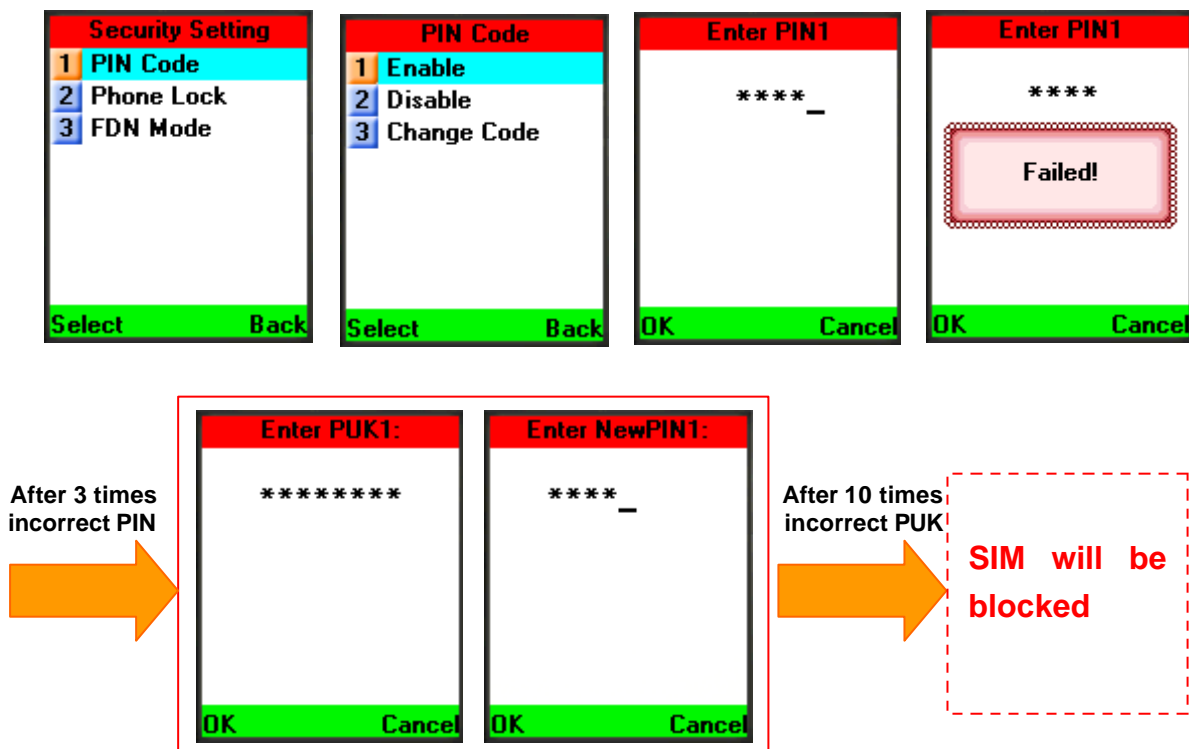 Security Setting
1 PIN Code
2 Phone Lock
3 FDN Mode
Select Back
PIN Code
1 Enable
2 Disable
3 Change Code
Select Back
Enter PIN1
****_
OK Cancel
Enter PIN1
****
Failed!
OK Cancel
After 3 times
incorrect PIN
Enter PUK1:
********
OK Cancel
Enter NewPIN1:
****_
OK Cancel
After 10 times
incorrect PUK
SIM will be
blocked